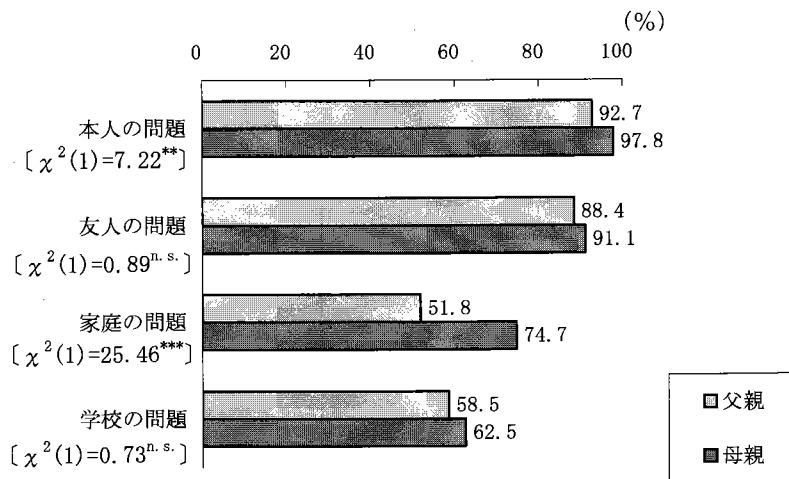 (%)
0 20 40 60 80 100
本人の問題
〔χ²(1)=7.22**〕
92.7
97.8
友人の問題
〔χ²(1)=0.89n.s.〕
88.4
91.1
家庭の問題
〔χ²(1)=25.46***〕
51.8
74.7
学校の問題
〔χ²(1)=0.73n.s.〕
58.5
62.5
父親
母親